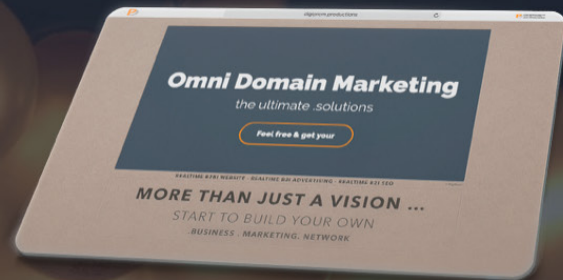 Omni Domain Marketing
the ultimate .solutions
Feel free & get your
MORE THAN JUST A VISION ...
START TO BUILD YOUR OWN
.BUSINESS . MARKETING. NETWORK